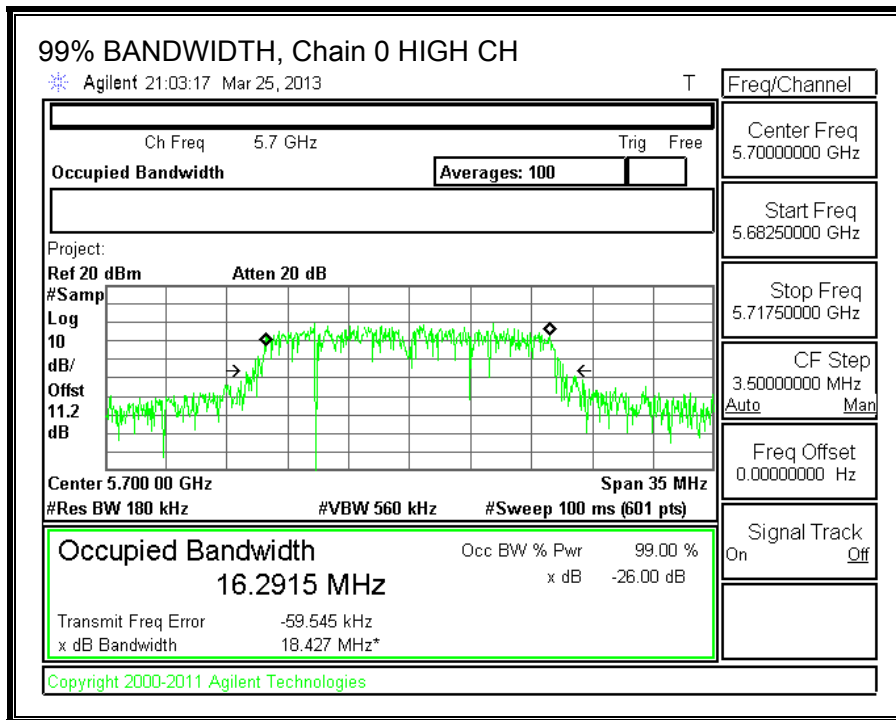 99% BANDWIDTH, Chain 0 HIGH CH
Agilent 21:03:17 Mar 25, 2013 T
Ch Freq 5.7 GHz Trig Free
Occupied Bandwidth Averages: 100
Project:
Ref 20 dBm Atten 20 dB
#Samp
Log
10
dB/
Offst
11.2
dB
Center 5.700 00 GHz Span 35 MHz
#Res BW 180 kHz #VBW 560 kHz #Sweep 100 ms (601 pts)
Occupied Bandwidth Occ BW % Pwr 99.00 %
16.2915 MHz x dB -26.00 dB
Transmit Freq Error -59.545 kHz
x dB Bandwidth 18.427 MHz*
Copyright 2000-2011 Agilent Technologies
Freq/Channel
Center Freq
5.70000000 GHz
Start Freq
5.68250000 GHz
Stop Freq
5.71750000 GHz
CF Step
3.50000000 MHz
Auto Man
Freq Offset
0.00000000 Hz
Signal Track
On Off